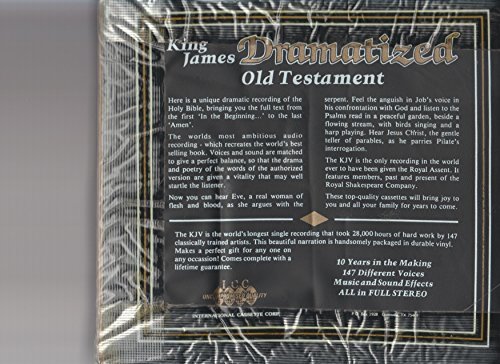 King James Dramatized
Old Testament
Here is a unique dramatic recording of the
Holy Bible, bringing you the full text from
the first 'In the Beginning...' to the last
'Amen'.
The worlds most ambitious audio
recording - which recreates the world's best
selling book. Voices and sound are matched
to give a perfect balance, so that the drama
and poetry of the words of the authorized
version are given a vitality that may well
startle the listener.
Now you can hear Eve, a real woman of
flesh and blood, as she argues with the
serpent. Feel the anguish in Job's voice in
his confrontation with God and listen to the
Psalms read in a peaceful garden, beside a
flowing stream, with birds singing and a
harp playing. Hear Jesus Christ, the gentle
teller of parables, as he parries Pilate's
interrogation.
The KJV is the only recording in the world
ever to have been given the Royal Assent. It
features members, past and present of the
Royal Shakespeare Company.
These top-quality cassettes will bring joy to
you and all your family for years to come.
The KJV is the world's longest single recording that took 28,000 hours of hard work by 147
classically trained artists. This beautiful narration is handsomely packaged in durable vinyl.
Makes a perfect gift for any one on
any occassion! Comes complete with a
lifetime guarantee.
10 Years in the Making
147 Different Voices
Music and Sound Effects
ALL in FULL STEREO
I.C.C
UNCOMPROMISED QUALITY
INTERNATIONAL CASSETTE CORP.
P.O. Box 1928 TX